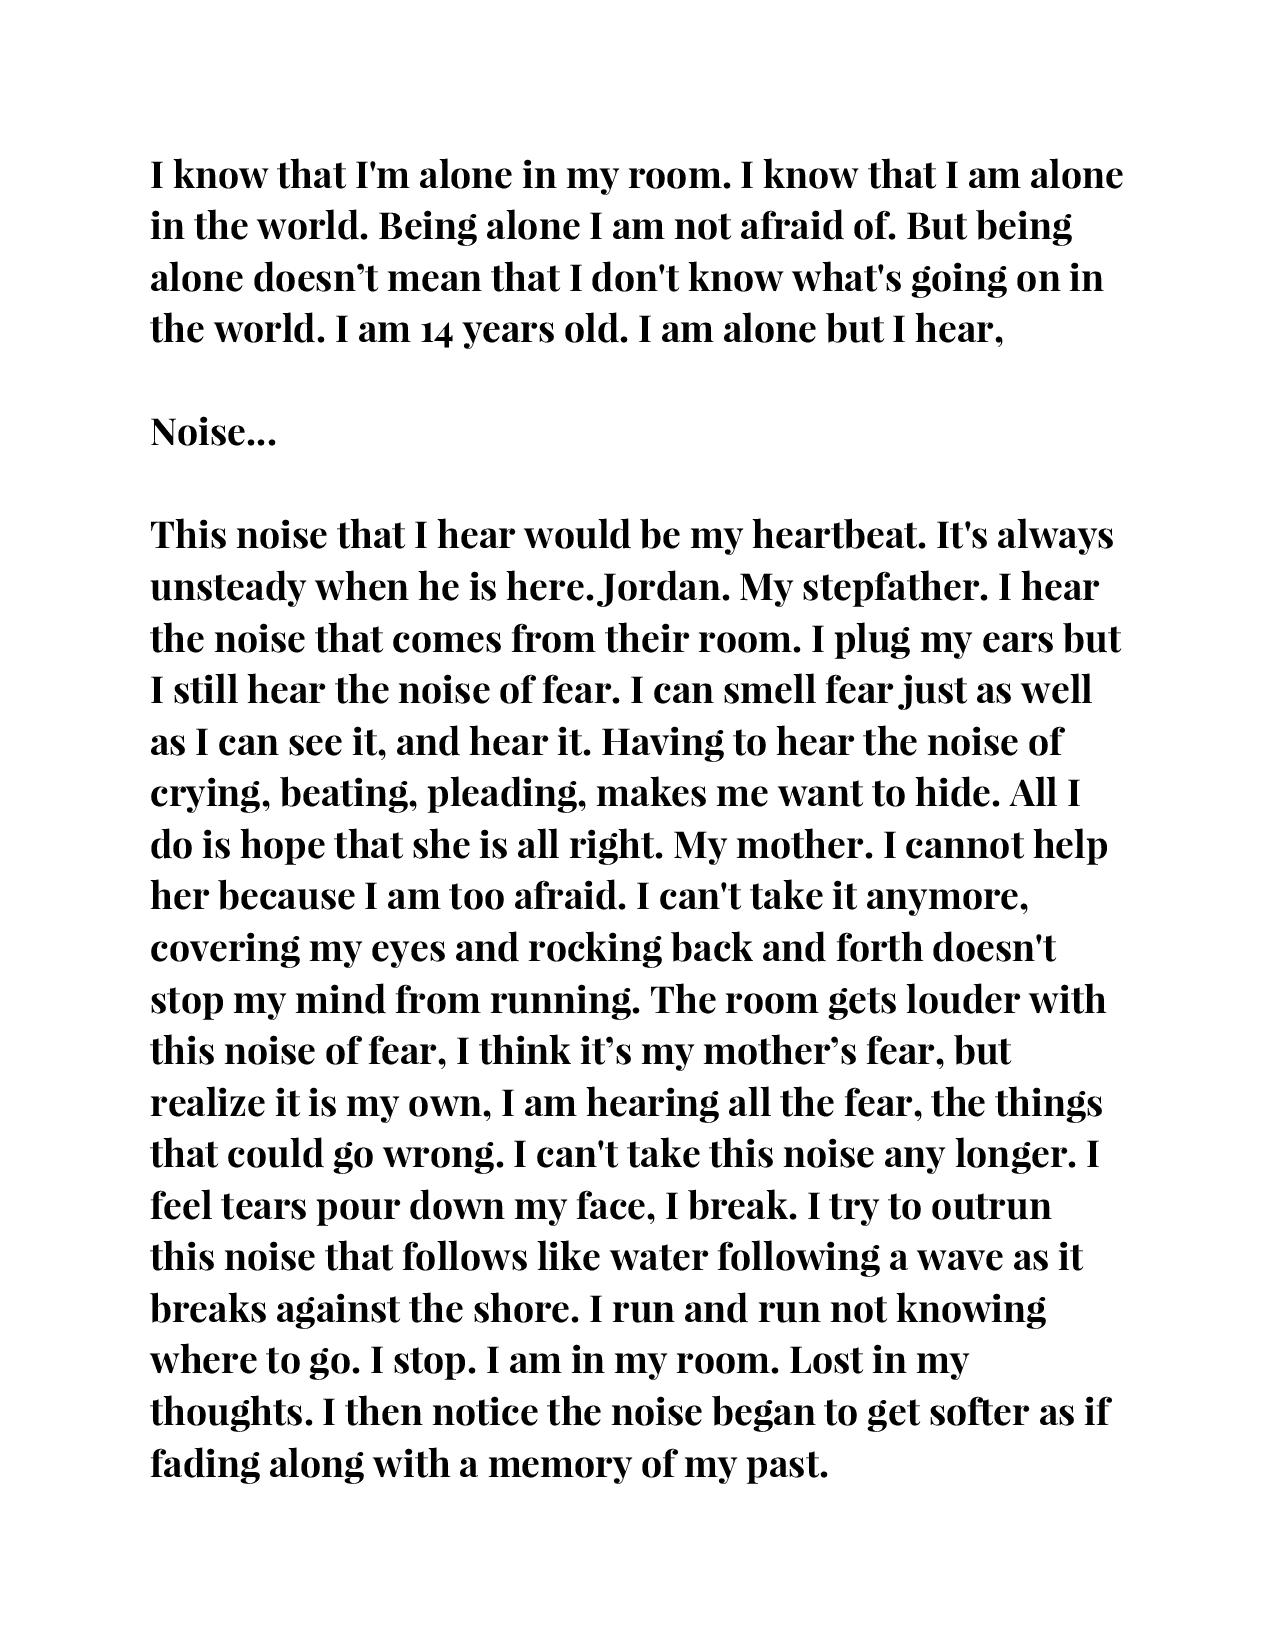 I know that I'm alone in my room. I know that I am alone
in the world. Being alone I am not afraid of. But being
alone doesn’t mean that I don't know what's going on in
the world. I am 14 years old. I am alone but I hear,
Noise...
This noise that I hear would be my heartbeat. It's always
unsteady when he is here. Jordan. My stepfather. I hear
the noise that comes from their room. I plug my ears but
I still hear the noise of fear. I can smell fear just as well
as I can see it, and hear it. Having to hear the noise of
crying, beating, pleading, makes me want to hide. All I
do is hope that she is all right. My mother. I cannot help
her because I am too afraid. I can't take it anymore,
covering my eyes and rocking back and forth doesn't
stop my mind from running. The room gets louder with
this noise of fear, I think it’s my mother’s fear, but
realize it is my own, I am hearing all the fear, the things
that could go wrong. I can't take this noise any longer. I
feel tears pour down my face, I break. I try to outrun
this noise that follows like water following a wave as it
breaks against the shore. I run and run not knowing
where to go. I stop. I am in my room. Lost in my
thoughts. I then notice the noise began to get softer as if
fading along with a memory of my past.